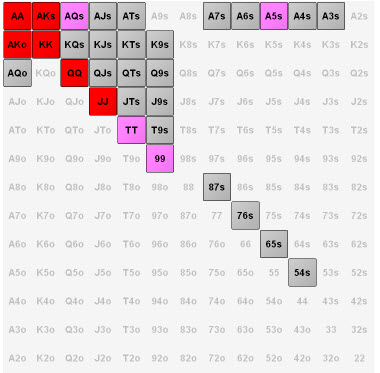 AA AKs AQs AJs ATs A9s A8s A7s A6s A5s A4s A3s A2s
AKo KK KQs KJs KTs K9s K8s K7s K6s K5s K4s K3s K2s
AQo KQo QQ QJs QTs Q9s Q8s Q7s Q6s Q5s Q4s Q3s Q2s
AJo KJo QJo JJ JTs J9s J8s J7s J6s J5s J4s J3s J2s
ATo KTo QTo JTo TT T9s T8s T7s T6s T5s T4s T3s T2s
A9o K9o Q9o J9o T9o 99 98s 97s 96s 95s 94s 93s 92s
A8o K8o Q8o J8o T8o 98o 88 87s 86s 85s 84s 83s 82s
A7o K7o Q7o J7o T7o 97o 87o 77 76s 75s 74s 73s 72s
A6o K6o Q6o J6o T6o 96o 86o 76o 66 65s 64s 63s 62s
A5o K5o Q5o J5o T5o 95o 85o 75o 65o 55 54s 53s 52s
A4o K4o Q4o J4o T4o 94o 84o 74o 64o 54o 44 43s 42s
A3o K3o Q3o J3o T3o 93o 83o 73o 63o 53o 43o 33 32s
A2o K2o Q2o J2o T2o 92o 82o 72o 62o 52o 42o 32o 22